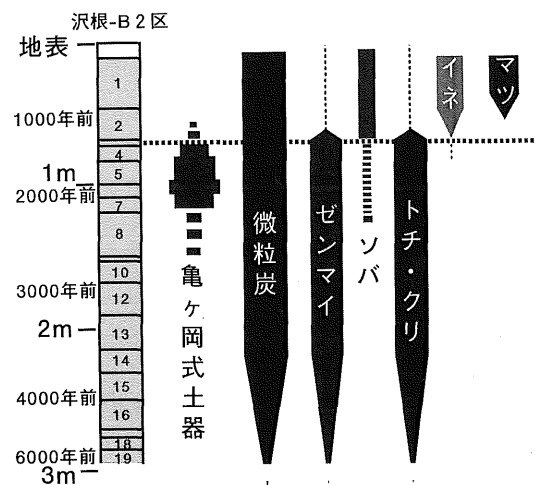 沢根-B2区
地表
1
1000年前
2
4
1m
5
2000年前
7
8
10
3000年前
12
2m
13
14
15
4000年前
16
18
6000年前
19
3m
亀ヶ岡式土器
微粒炭
ゼンマイ
ソバ
トチ・クリ
イネ
マツ